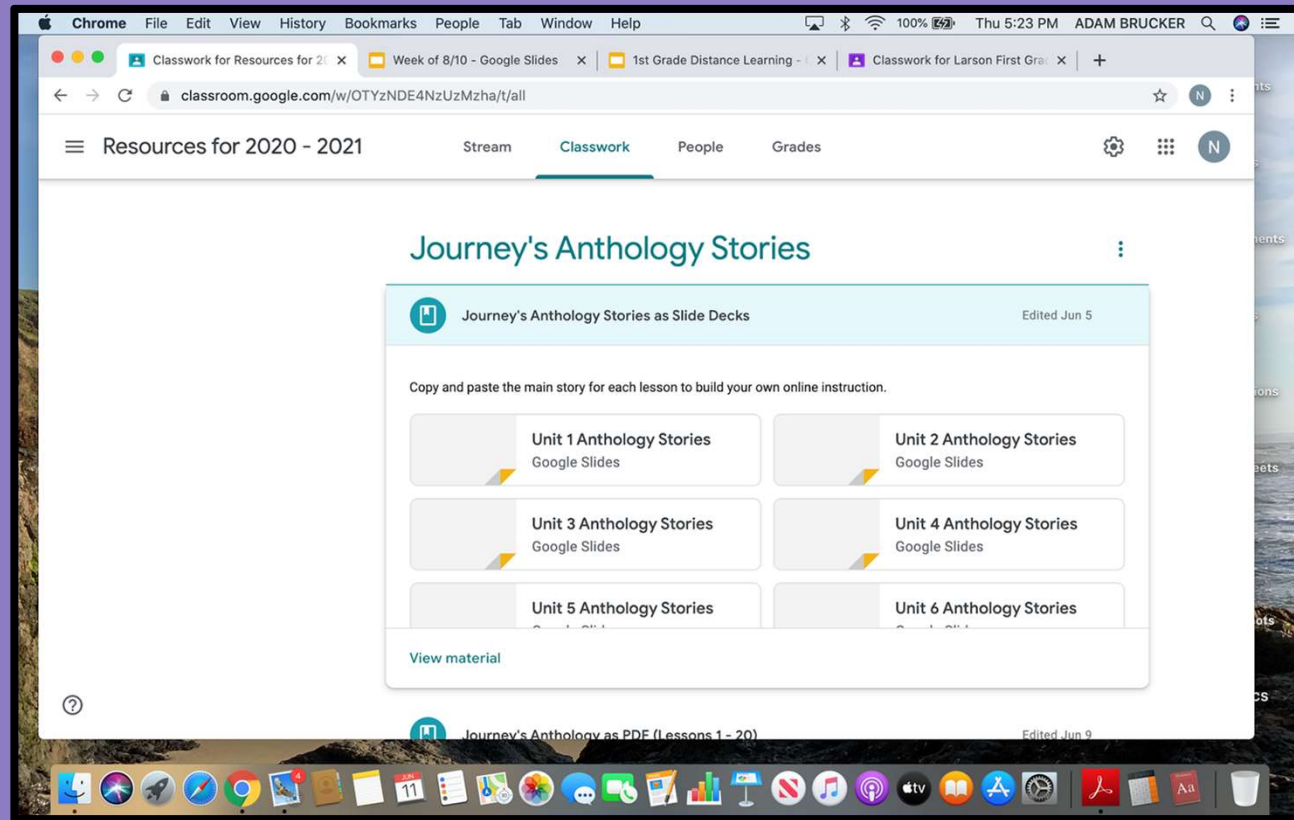 Chrome File Edit View History Bookmarks People Tab Window Help 100% Thu 5:23 PM ADAM BRUCKER
Classwork for Resources for 20 Week of 8/10 - Google Slides 1st Grade Distance Learning - Classwork for Larson First Gra
classroom.google.com/w/OTYzNDE4NzUzMzha/t/all N
Resources for 2020 - 2021 Stream Classwork People Grades N
Journey's Anthology Stories
Journey's Anthology Stories as Slide Decks Edited Jun 5
Copy and paste the main story for each lesson to build your own online instruction.
Unit 1 Anthology Stories Unit 2 Anthology Stories
Google Slides Google Slides
Unit 3 Anthology Stories Unit 4 Anthology Stories
Google Slides Google Slides
Unit 5 Anthology Stories Unit 6 Anthology Stories
View material
Journey's Anthology as PDF (Lessons 1 - 20) Edited Jun 9
4 JUN 11 tv Aa